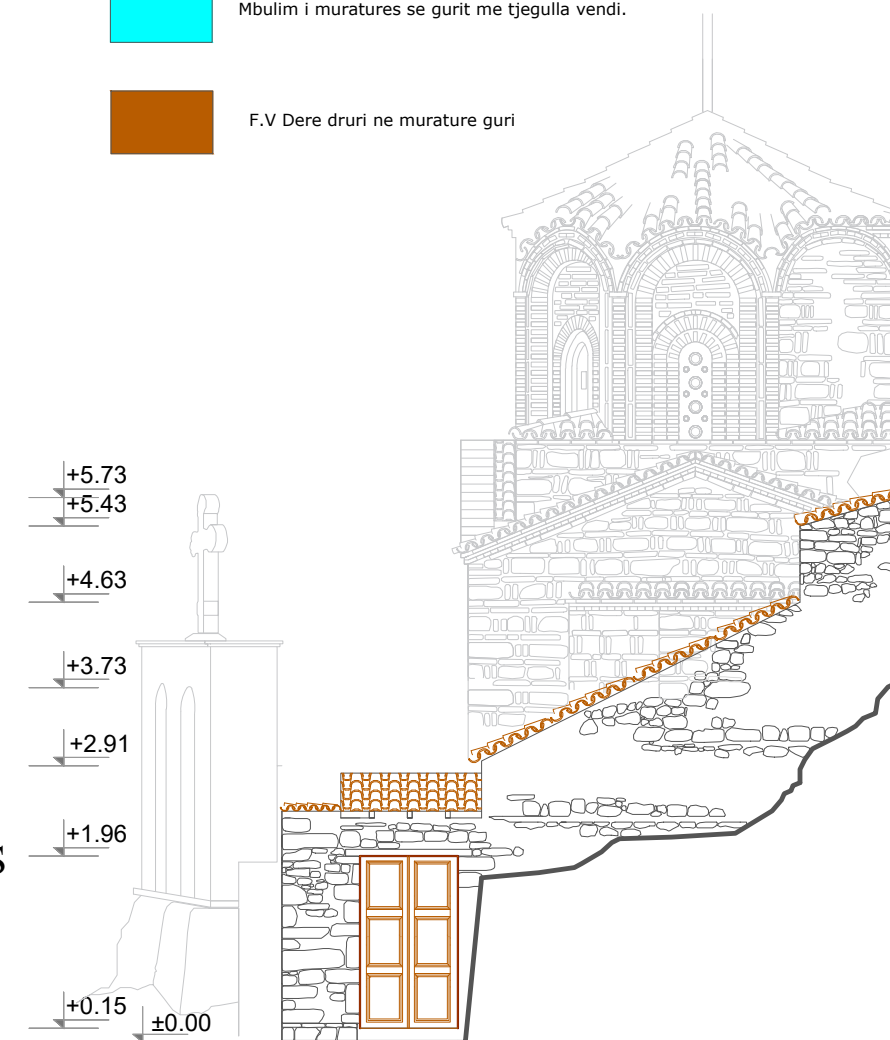 Mbulim i muratures se gurit me tjegulla vendi.
F.V Dere druri ne murature guri
+5.73
+5.43
+4.63
+3.73
+2.91
+1.96
S
+0.15
±0.00